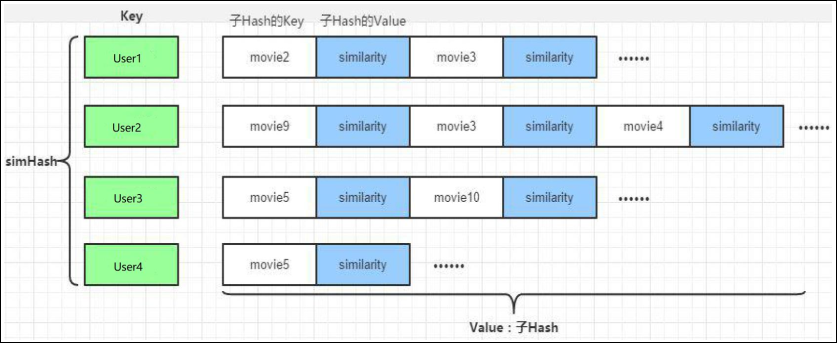 Key 子Hash的Key 子Hash的Value
User1 movie2 similarity movie3 similarity ······
User2 movie9 similarity movie3 similarity movie4 similarity ······
simHash
User3 movie5 similarity movie10 similarity ······
User4 movie5 similarity ······
Value：子Hash